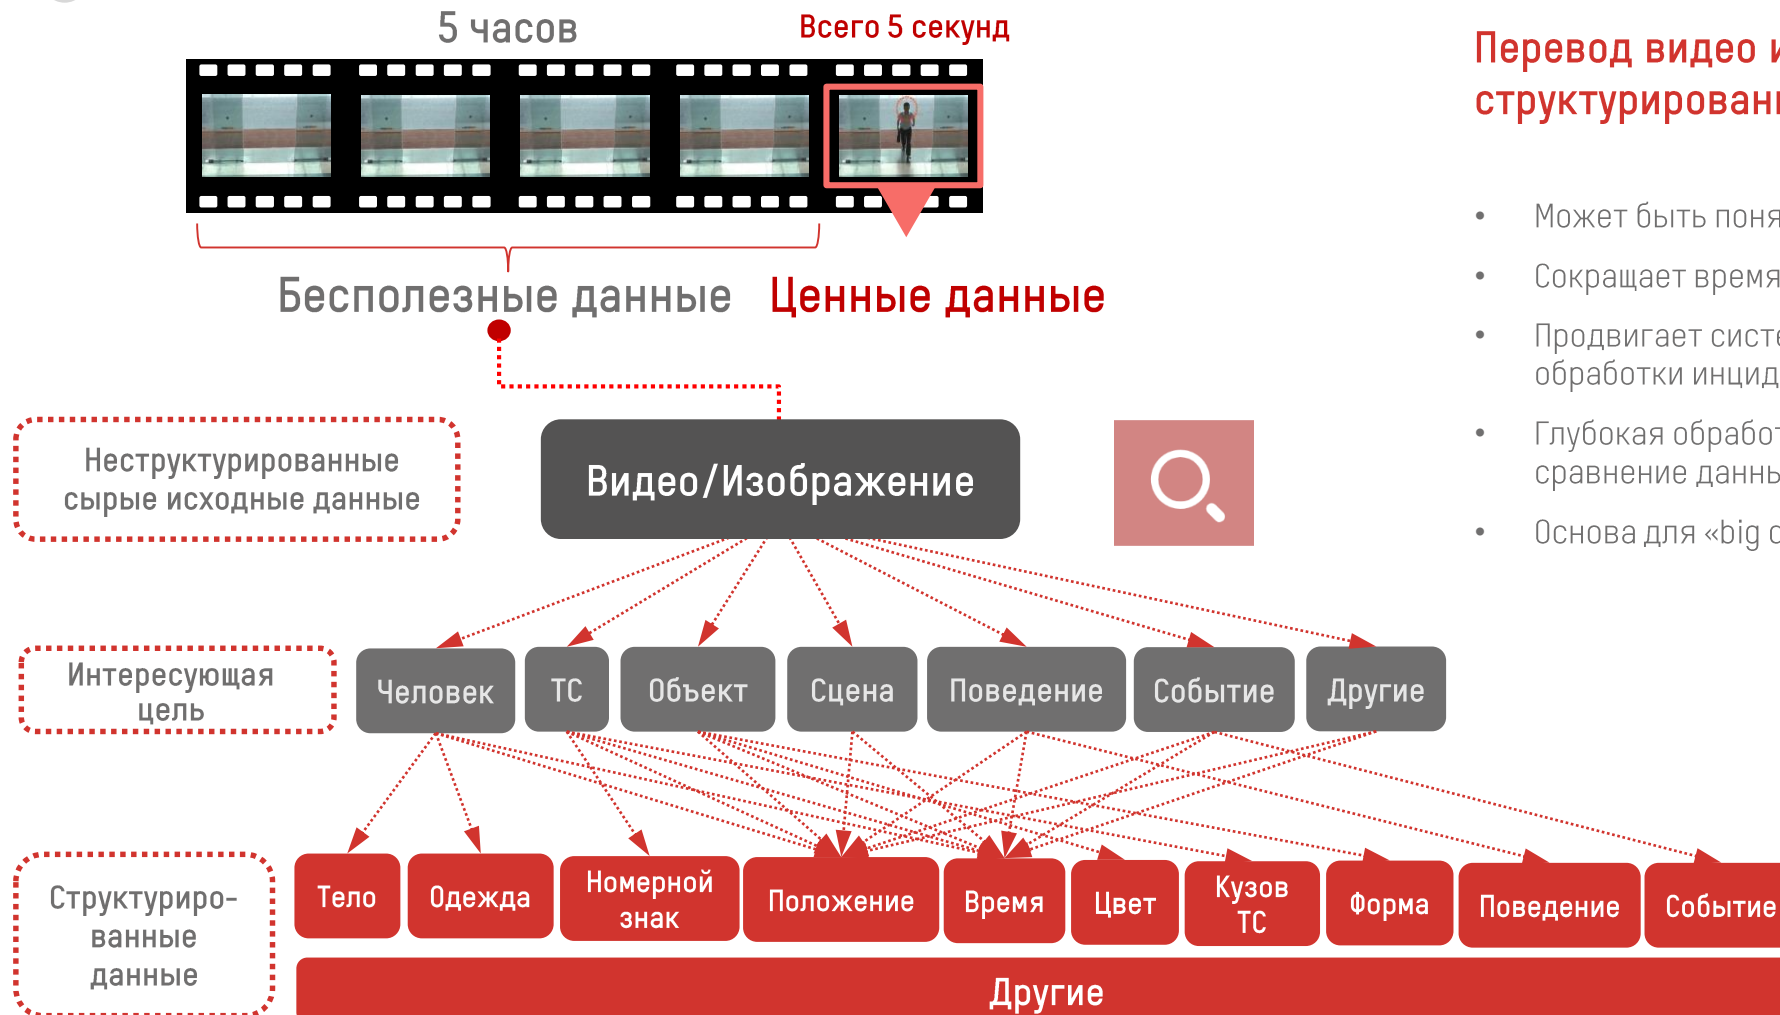 5 часов
Всего 5 секунд
Бесполезные данные
Ценные данные
Перевод видео
структурирован
Может быть поня
Сокращает время
Продвигает систе
обработки инцид
Глубокая обработ
сравнение данны
Основа для «big
Неструктурированные
сырые исходные данные
Видео/Изображение
Интересующая
цель
Человек
ТС
Объект
Сцена
Поведение
Событие
Другие
Структуриро-
ванные
данные
Тело
Одежда
Номерной
знак
Положение
Время
Цвет
Кузов
ТС
Форма
Поведение
Событие
Другие